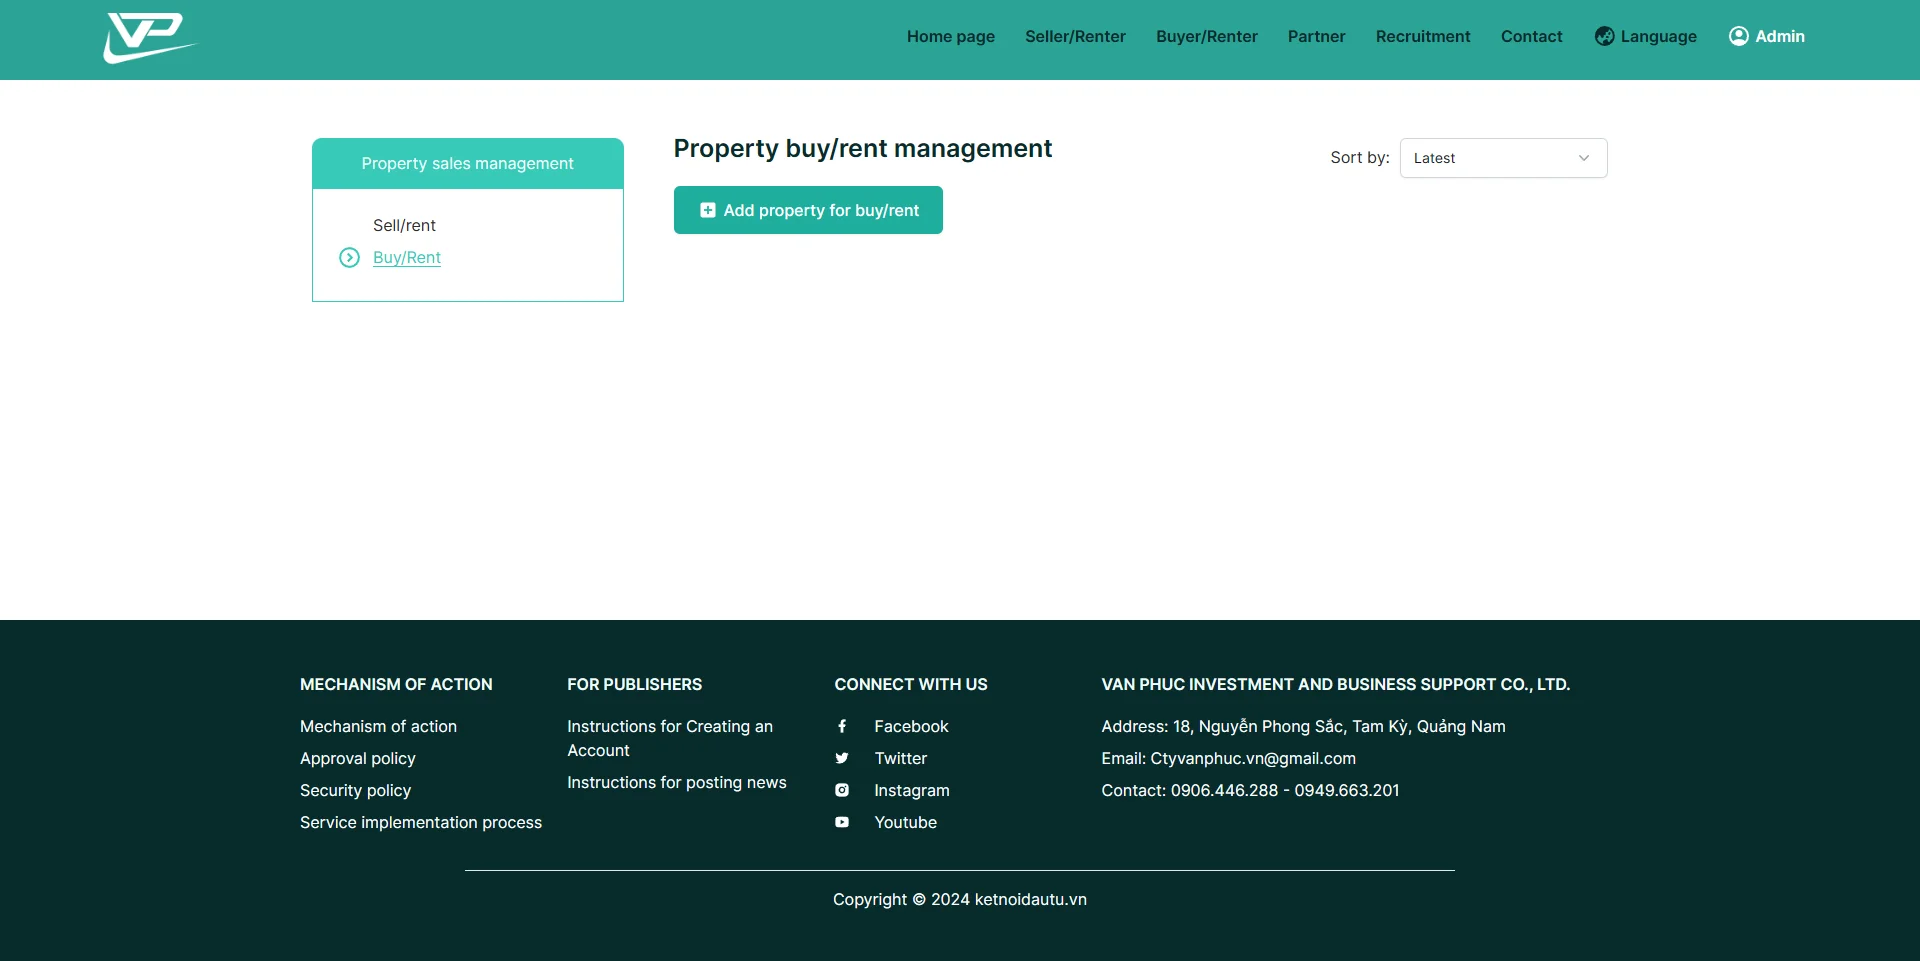 VP
Home page
Seller/Renter
Buyer/Renter
Partner
Recruitment
Contact
Language
Admin
Property sales management
Sell/rent
Buy/Rent
Property buy/rent management
Add property for buy/rent
Sort by:
Latest
MECHANISM OF ACTION
Mechanism of action
Approval policy
Security policy
Service implementation process
FOR PUBLISHERS
Instructions for Creating an
Account
Instructions for posting news
CONNECT WITH US
Facebook
Twitter
Instagram
Youtube
VAN PHUC INVESTMENT AND BUSINESS SUPPORT CO., LTD.
Address: 18, Nguyễn Phong Sắc, Tam Kỳ, Quảng Nam
Email: Ctyvanphuc.vn@gmail.com
Contact: 0906.446.288 - 0949.663.201
Copyright © 2024 ketnoidautu.vn